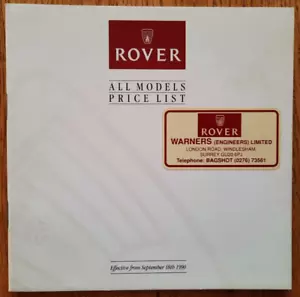 ROVER
ALL MODELS
PRICE LIST
ROVER
WARNERS (ENGINEERS) LIMITED
LONDON ROAD, WINDLESHAM,
SURREY GU20 6PJ
Telephone: BAGSHOT (0276) 73561
Effective from September 1990